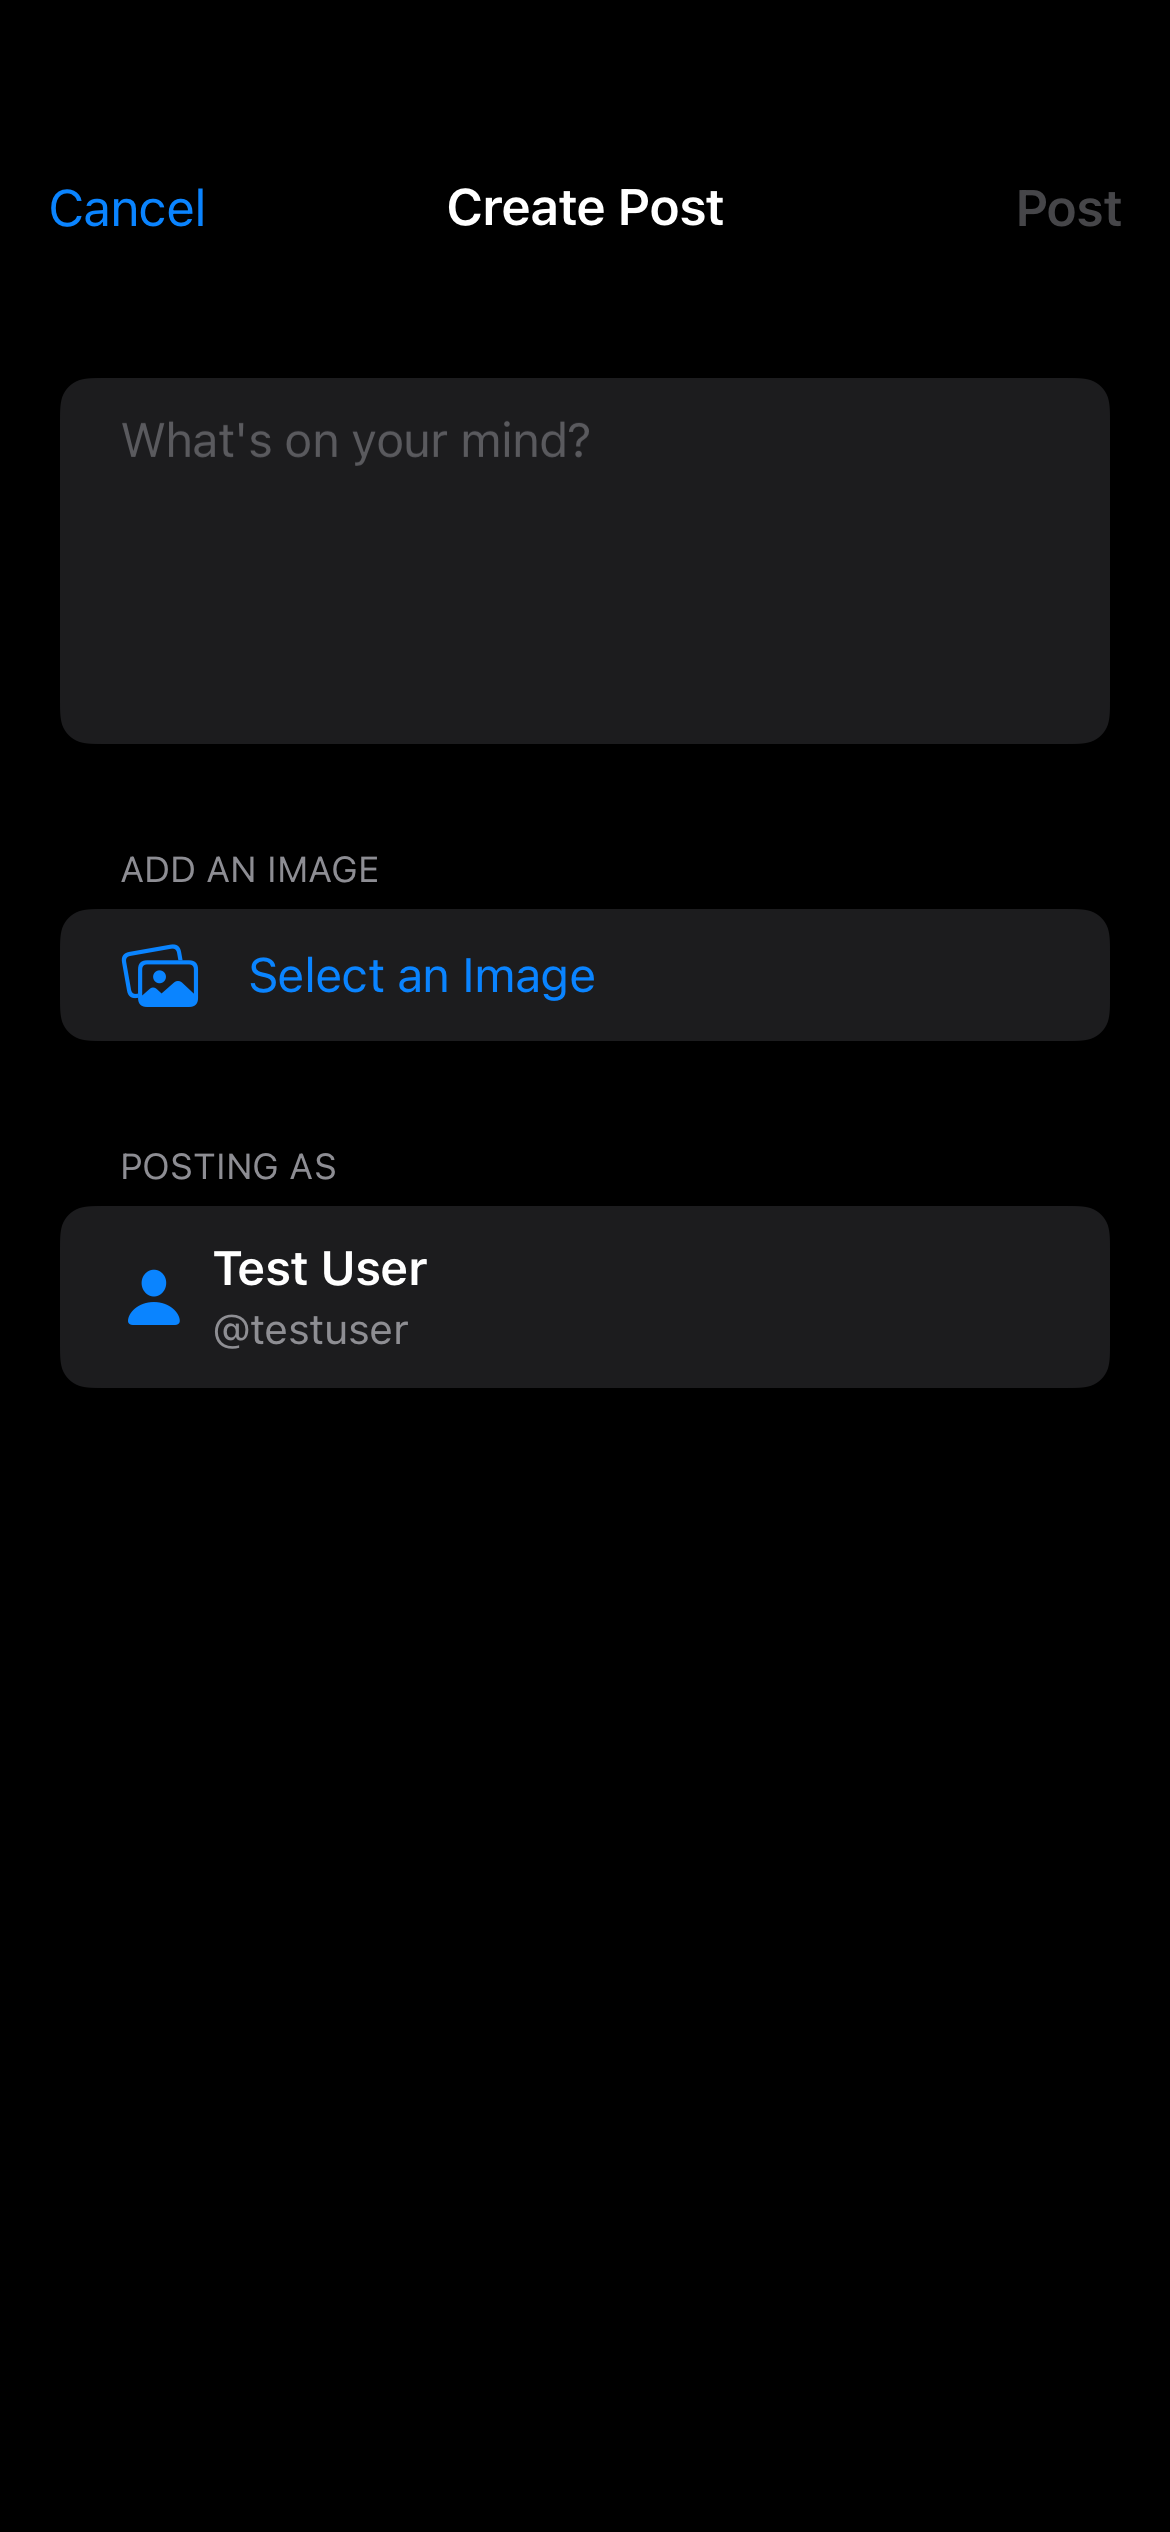 Cancel
Create Post
Post
What's on your mind?
ADD AN IMAGE
Select an Image
POSTING AS
Test User
@testuser